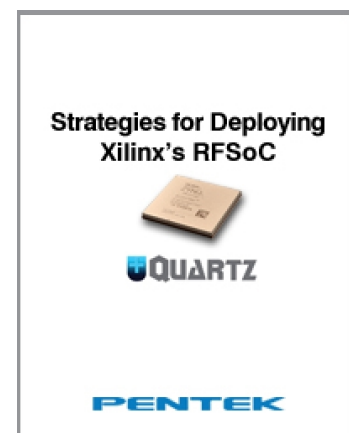 Strategies for Deploying
Xilinx's RFSoC
QUARTZ
PENTEK